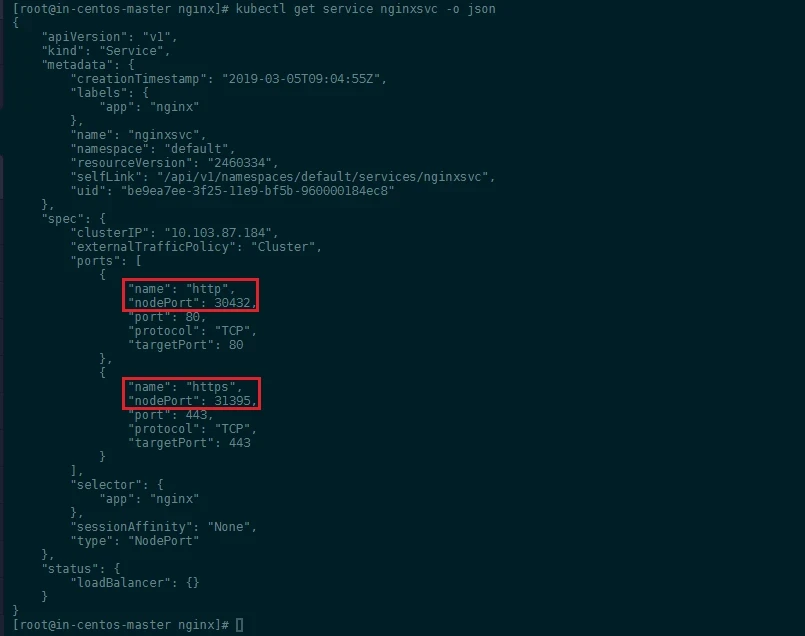 [root@in-centos-master nginx]# kubectl get service nginxsvc -o json
{
    "apiVersion": "v1",
    "kind": "Service",
    "metadata": {
        "creationTimestamp": "2019-03-05T09:04:55Z",
        "labels": {
            "app": "nginx"
        },
        "name": "nginxsvc",
        "namespace": "default",
        "resourceVersion": "2460334",
        "selfLink": "/api/v1/namespaces/default/services/nginxsvc",
        "uid": "be9ea7ee-3f25-11e9-bf5b-960000184ec8"
    },
    "spec": {
        "clusterIP": "10.103.87.184",
        "externalTrafficPolicy": "Cluster",
        "ports": [
            {
                "name": "http",
                "nodePort": 30432,
                "port": 80,
                "protocol": "TCP",
                "targetPort": 80
            },
            {
                "name": "https",
                "nodePort": 31395,
                "port": 443,
                "protocol": "TCP",
                "targetPort": 443
            }
        ],
        "selector": {
            "app": "nginx"
        },
        "sessionAffinity": "None",
        "type": "NodePort"
    },
    "status": {
        "loadBalancer": {}
    }
}
[root@in-centos-master nginx]#